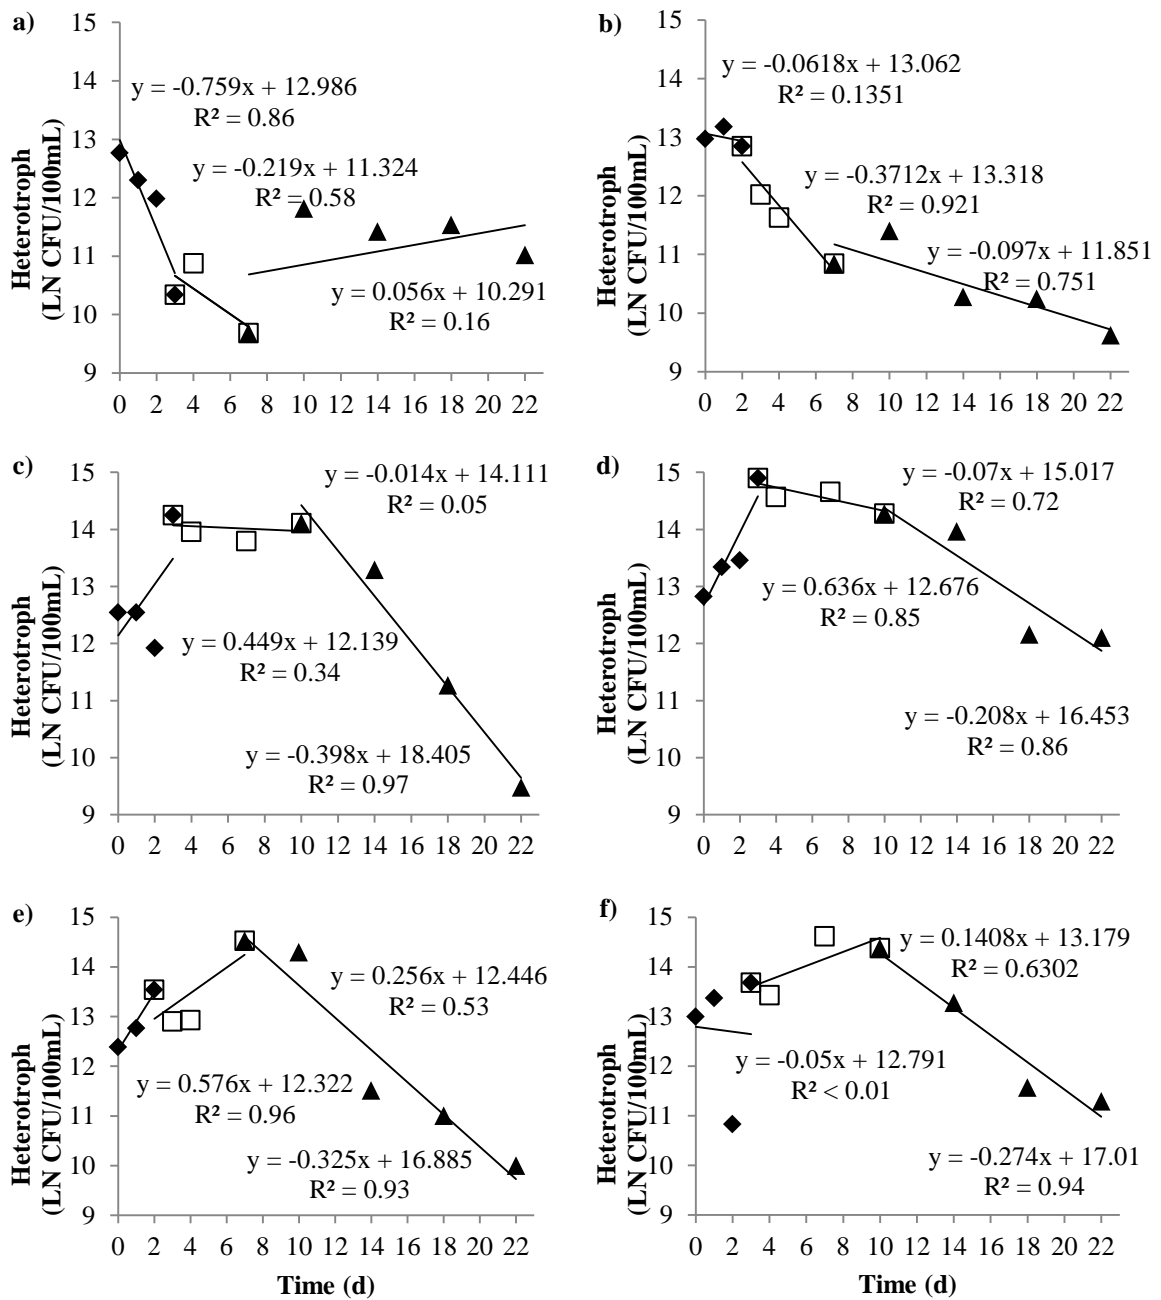 a)
Heterotroph
(LN CFU/100mL)
15
14
13
12
11
10
9
y = -0.759x + 12.986
R² = 0.86
y = -0.219x + 11.324
R² = 0.58
y = 0.056x + 10.291
R² = 0.16
0 2 4 6 8 10 12 14 16 18 20 22
b)
Heterotroph
(LN CFU/100mL)
15
14
13
12
11
10
9
y = -0.0618x + 13.062
R² = 0.1351
y = -0.3712x + 13.318
R² = 0.921
y = -0.097x + 11.851
R² = 0.751
0 2 4 6 8 10 12 14 16 18 20 22
c)
Heterotroph
(LN CFU/100mL)
15
14
13
12
11
10
9
y = -0.014x + 14.111
R² = 0.05
y = 0.449x + 12.139
R² = 0.34
y = -0.398x + 18.405
R² = 0.97
0 2 4 6 8 10 12 14 16 18 20 22
d)
Heterotroph
(LN CFU/100mL)
15
14
13
12
11
10
9
y = -0.07x + 15.017
R² = 0.72
y = 0.636x + 12.676
R² = 0.85
y = -0.208x + 16.453
R² = 0.86
0 2 4 6 8 10 12 14 16 18 20 22
e)
Heterotroph
(LN CFU/100mL)
15
14
13
12
11
10
9
y = 0.256x + 12.446
R² = 0.53
y = 0.576x + 12.322
R² = 0.96
y = -0.325x + 16.885
R² = 0.93
0 2 4 6 8 10 12 14 16 18 20 22
Time (d)
f)
Heterotroph
(LN CFU/100mL)
15
14
13
12
11
10
9
y = 0.1408x + 13.179
R² = 0.6302
y = -0.05x + 12.791
R² < 0.01
y = -0.274x + 17.01
R² = 0.94
0 2 4 6 8 10 12 14 16 18 20 22
Time (d)